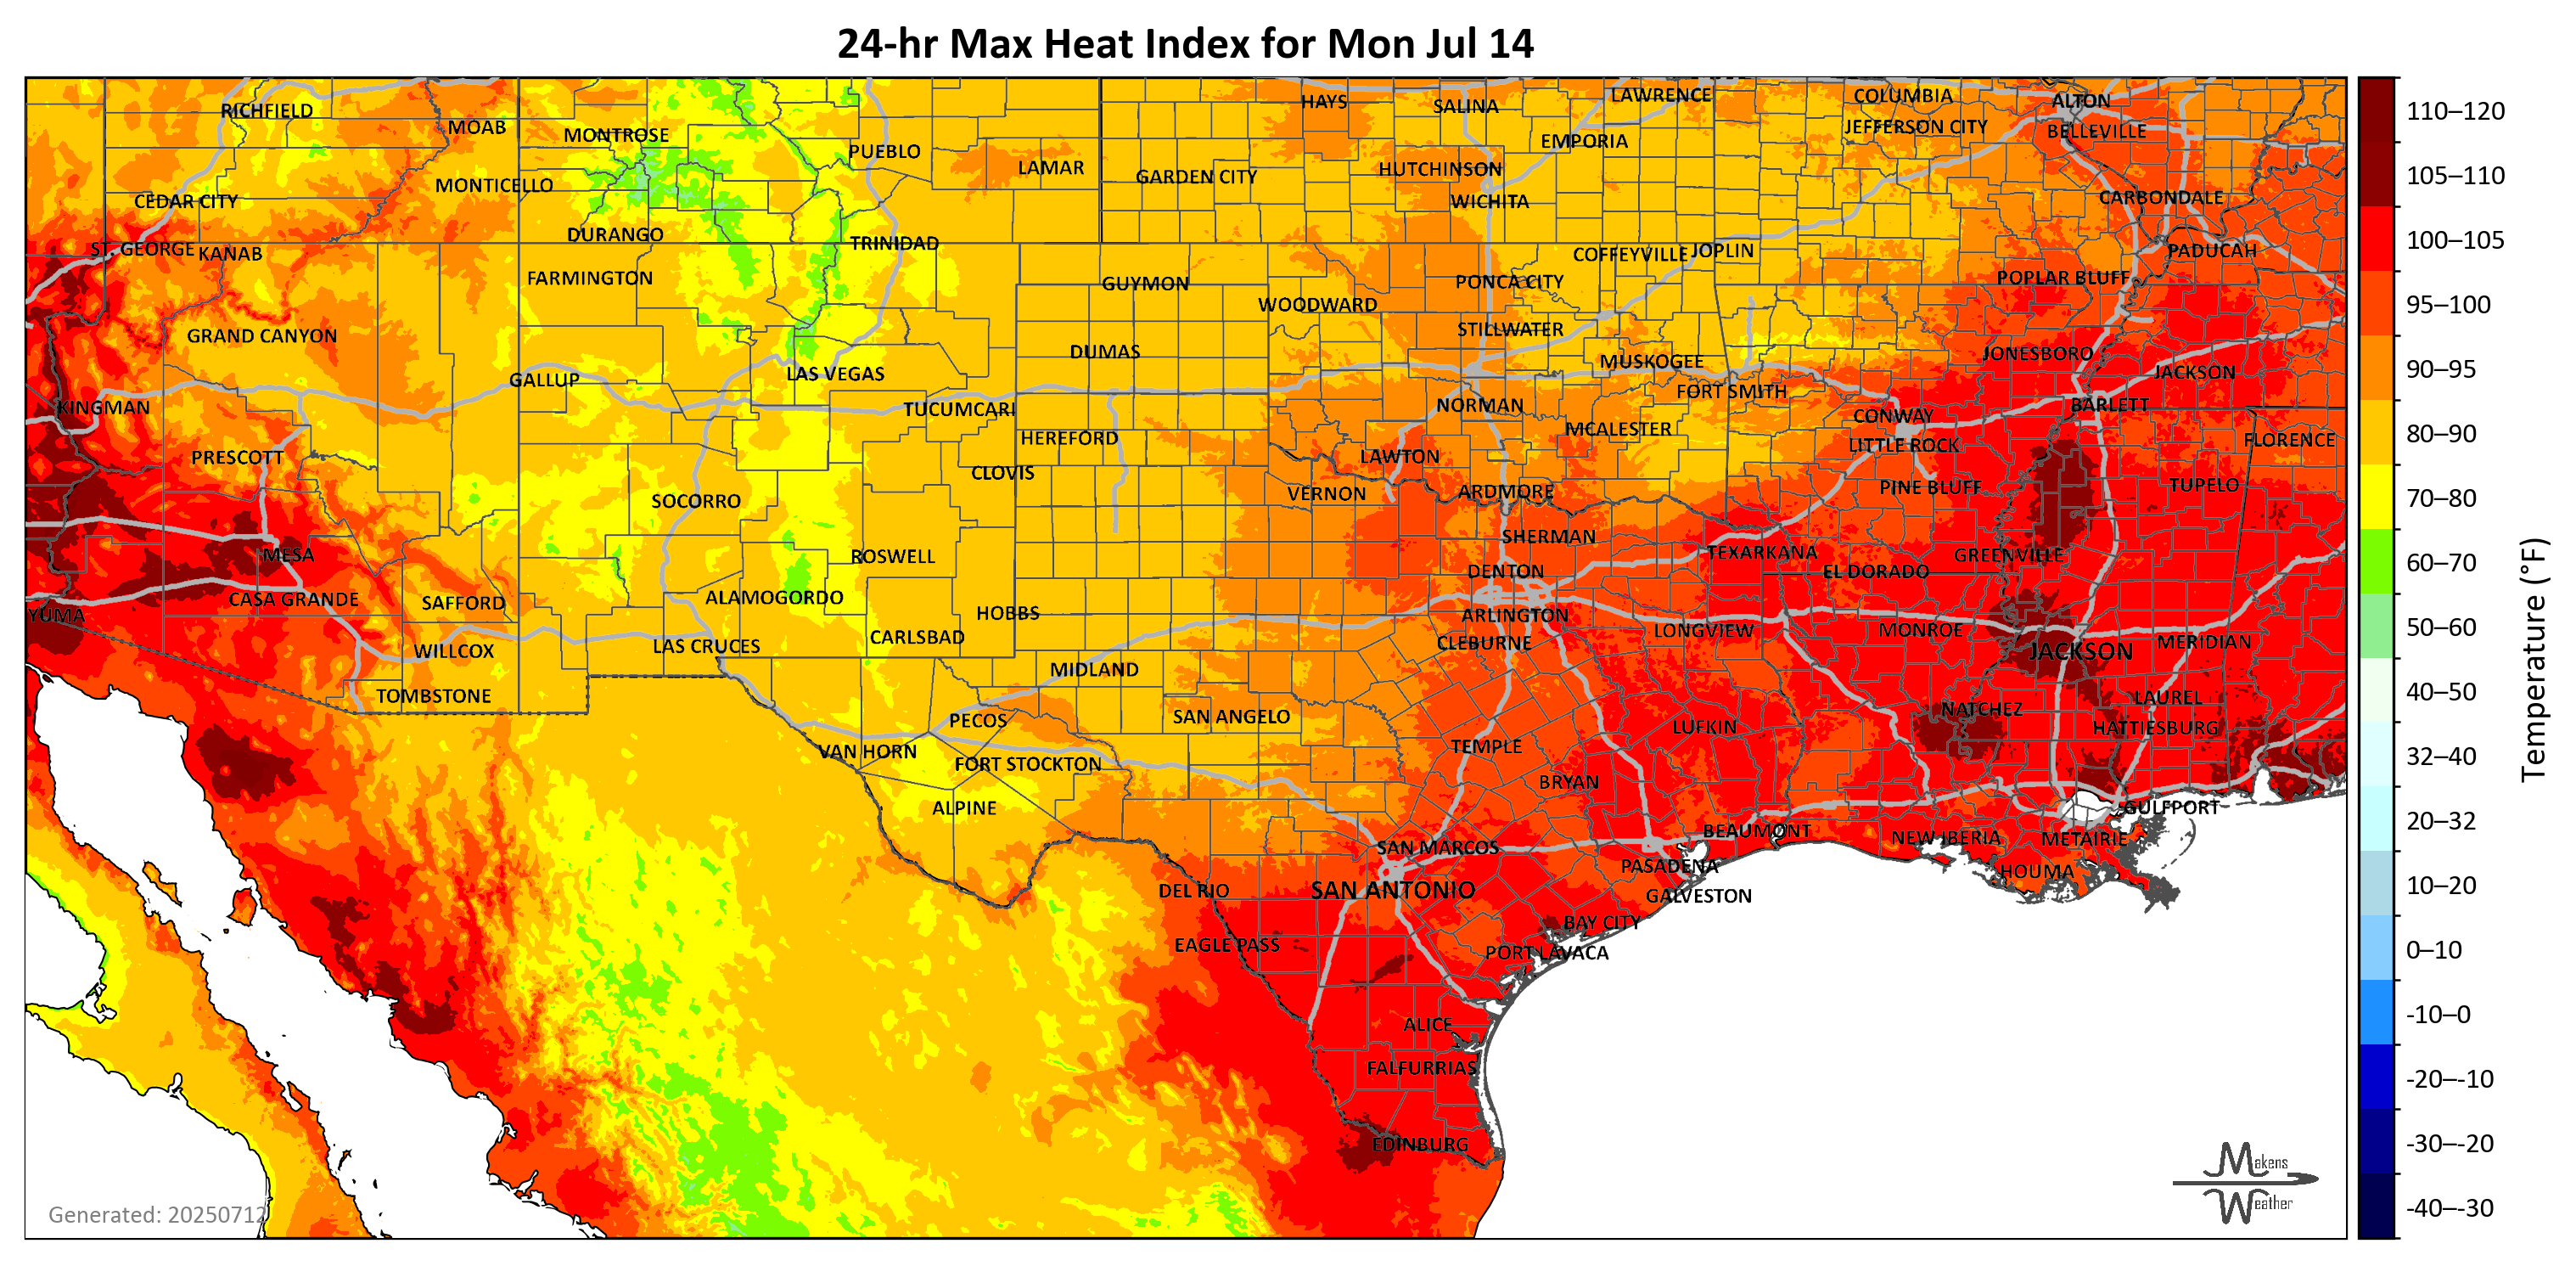 24-hr Max Heat Index for Mon Jul 14
RICHFIELD
MOAB
MONTROSE
PUEBLO
LAMAR
HAYS
SALINA
LAWRENCE
COLUMBIA
ALTON
GARDEN CITY
HUTCHINSON
EMPORIA
JEFFERSON CITY
BELLEVILLE
CEDAR CITY
MONTICELLO
WICHITA
CARBONDALE
ST. GEORGE
KANAB
DURANGO
TRINIDAD
COFFEYVILLE
JOPLIN
PADUCAH
FARMINGTON
GUYMON
WOODWARD
PONCA CITY
POPLAR BLUFF
GRAND CANYON
DUMAS
STILLWATER
MUSKOGEE
JONESBORO
GALLUP
LAS VEGAS
FORT SMITH
JACKSON
KINGMAN
TUCUMCARI
NORMAN
CONWAY
BARLETT
PRESCOTT
HEREFORD
LAWTON
MCALESTER
LITTLE ROCK
FLORENCE
SOCORRO
CLOVIS
VERNON
ARDMORE
PINE BLUFF
TUPELO
MESA
ROSWELL
SHERMAN
TEXARKANA
GREENVILLE
CASA GRANDE
SAFFORD
ALAMOGORDO
DENTON
EL DORADO
YUMA
HOBBS
ARLINGTON
WILLCOX
LAS CRUCES
CARLSBAD
CLEBURNE
LONGVIEW
MONROE
JACKSON
MERIDIAN
TOMBSTONE
MIDLAND
PECOS
SAN ANGELO
LUFKIN
NATCHEZ
LAUREL
VAN HORN
FORT STOCKTON
TEMPLE
HATTIESBURG
ALPINE
BRYAN
GULFPORT
SAN MARCOS
BEAUMONT
NEW IBERIA
METAIRIE
DEL RIO
SAN ANTONIO
PASADENA
GALVESTON
HOUMA
EAGLE PASS
BAY CITY
PORT LAVACA
ALICE
FALFURRIAS
EDINBURG
Generated: 20250712
Makens
Weather
110–120
105–110
100–105
95–100
90–95
80–90
70–80
60–70
50–60
40–50
32–40
20–32
10–20
0–10
-10–0
-20–-10
-30–-20
-40–-30
Temperature (°F)